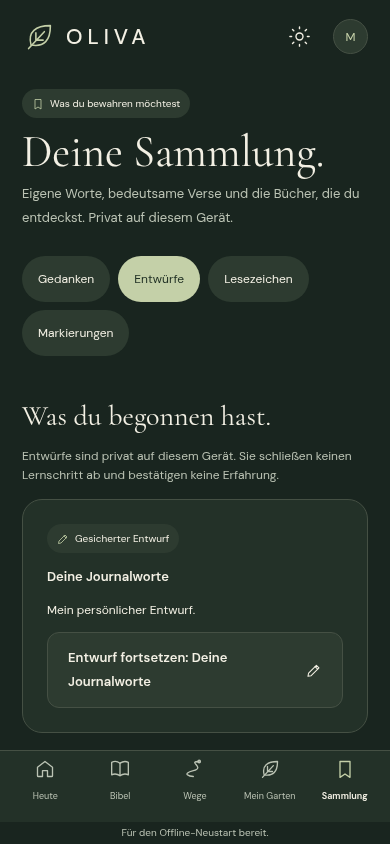 OLIVA
M
Was du bewahren möchtest
Deine Sammlung.
Eigene Worte, bedeutsame Verse und die Bücher, die du
entdeckst. Privat auf diesem Gerät.
Gedanken
Entwürfe
Lesezeichen
Markierungen
Was du begonnen hast.
Entwürfe sind privat auf diesem Gerät. Sie schließen keinen
Lernschritt ab und bestätigen keine Erfahrung.
Gesicherter Entwurf
Deine Journalworte
Mein persönlicher Entwurf.
Entwurf fortsetzen: Deine
Journalworte
Heute
Bibel
Wege
Mein Garten
Sammlung
Für den Offline-Neustart bereit.